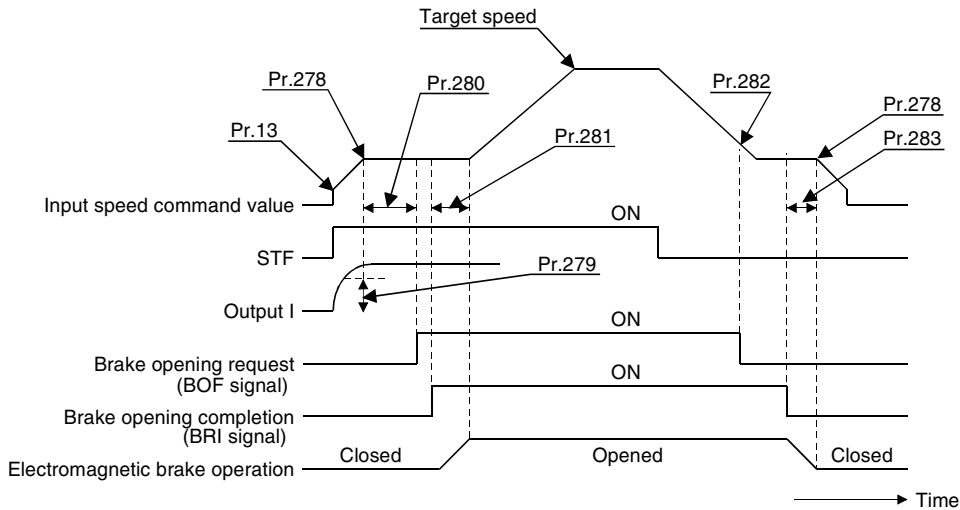 Target speed
Pr.278
Pr.280
Pr.282
Pr.278
Pr.13
Pr.281
Pr.283
Input speed command value
ON
STF
Pr.279
Output I
ON
Brake opening request
(BOF signal)
ON
Brake opening completion
(BRI signal)
Closed
Opened
Closed
Electromagnetic brake operation
Time